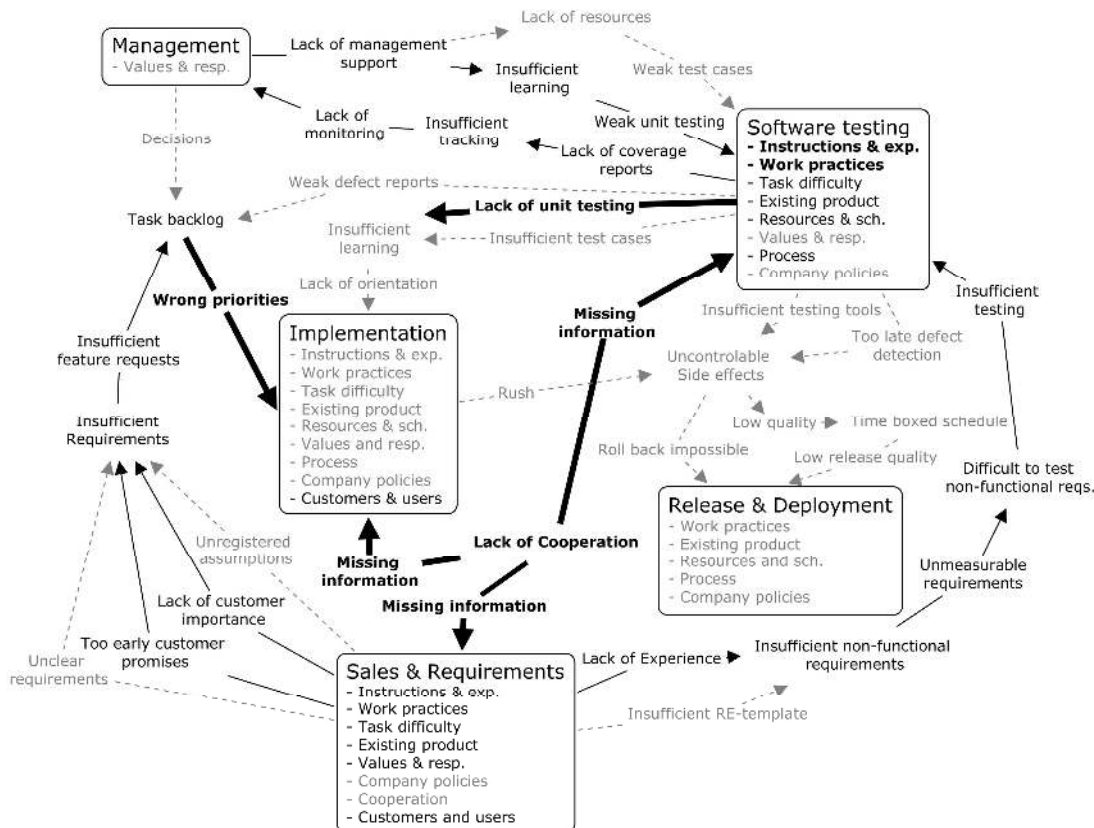 Lack of resources
Management
- Values & resp.
Lack of management
support
Insufficient
learning
Weak test cases
Lack of
monitoring
Insufficient
tracking
Weak unit testing
Lack of coverage
reports
Decisions
Software testing
- Instructions & exp.
- Work practices
- Task difficulty
- Existing product
- Resources & sch.
- Values & resp.
- Process
- Company policies
Weak defect reports
Lack of unit testing
Task backlog
Insufficient
learning
Insufficient test cases
Lack of orientation
Wrong priorities
Missing
information
Insufficient
testing
Insufficient testing tools
Too late defect
detection
Insufficient
feature requests
Implementation
- Instructions & exp.
- Work practices
- Task difficulty
- Existing product
- Resources & sch.
- Values and resp.
- Process
- Company policies
- Customers & users
Uncontrolable
Side effects
Rush
Insufficient
Requirements
Low quality
Time boxed schedule
Roll back impossible
Low release quality
Difficult to test
non-functional reqs.
Release & Deployment
- Work practices
- Existing product
- Resources and sch.
- Process
- Company policies
Unregistered
assumptions
Lack of Cooperation
Missing
information
Missing information
Unmeasurable
requirements
Lack of customer
importance
Too early customer
promises
Unclear
requirements
Sales & Requirements
- Instructions & exp.
- Work practices
- Task difficulty
- Existing product
- Values & resp.
- Company policies
- Cooperation
- Customers and users
Lack of Experience
Insufficient non-functional
requirements
Insufficient RE-template